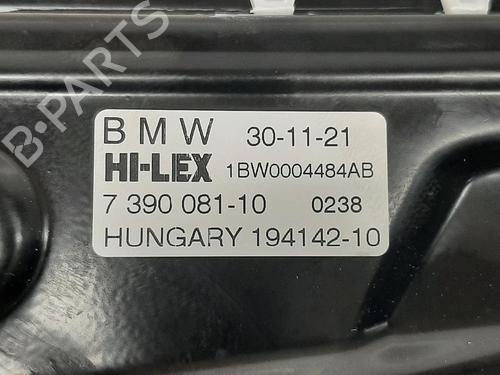 BMW 30-11-21
HI-LEX 1BW0004484AB
7 390 081-10 0238
HUNGARY 194142-10
B-PARTS